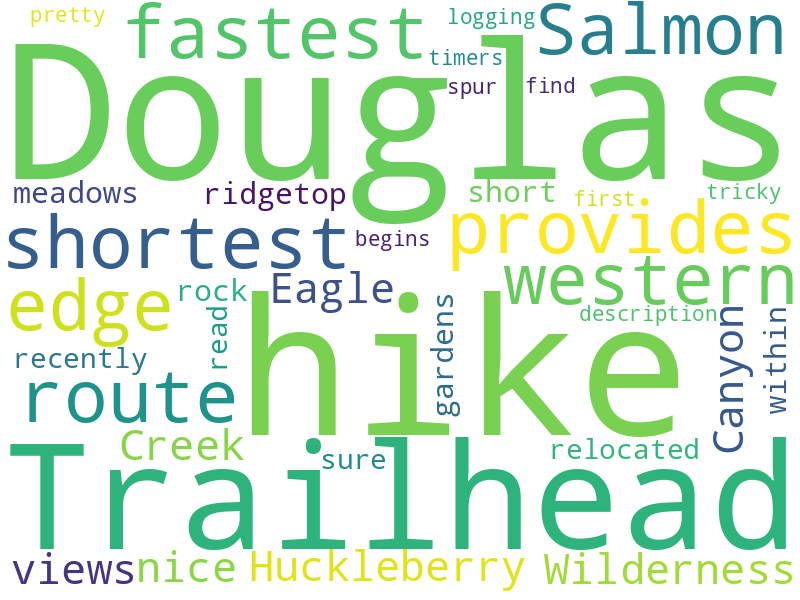 pretty
fastest
logging
Salmon
timers
Douglas
spur
find
meadows
ridgetop
short
first
tricky
shortest
begins
provides
edge
rock
Eagle
western
read
gardens
description
Canyon
within
hike
recently
route
Creek
sure
relocated
Trailhead
views
nice
Huckleberry
Wilderness